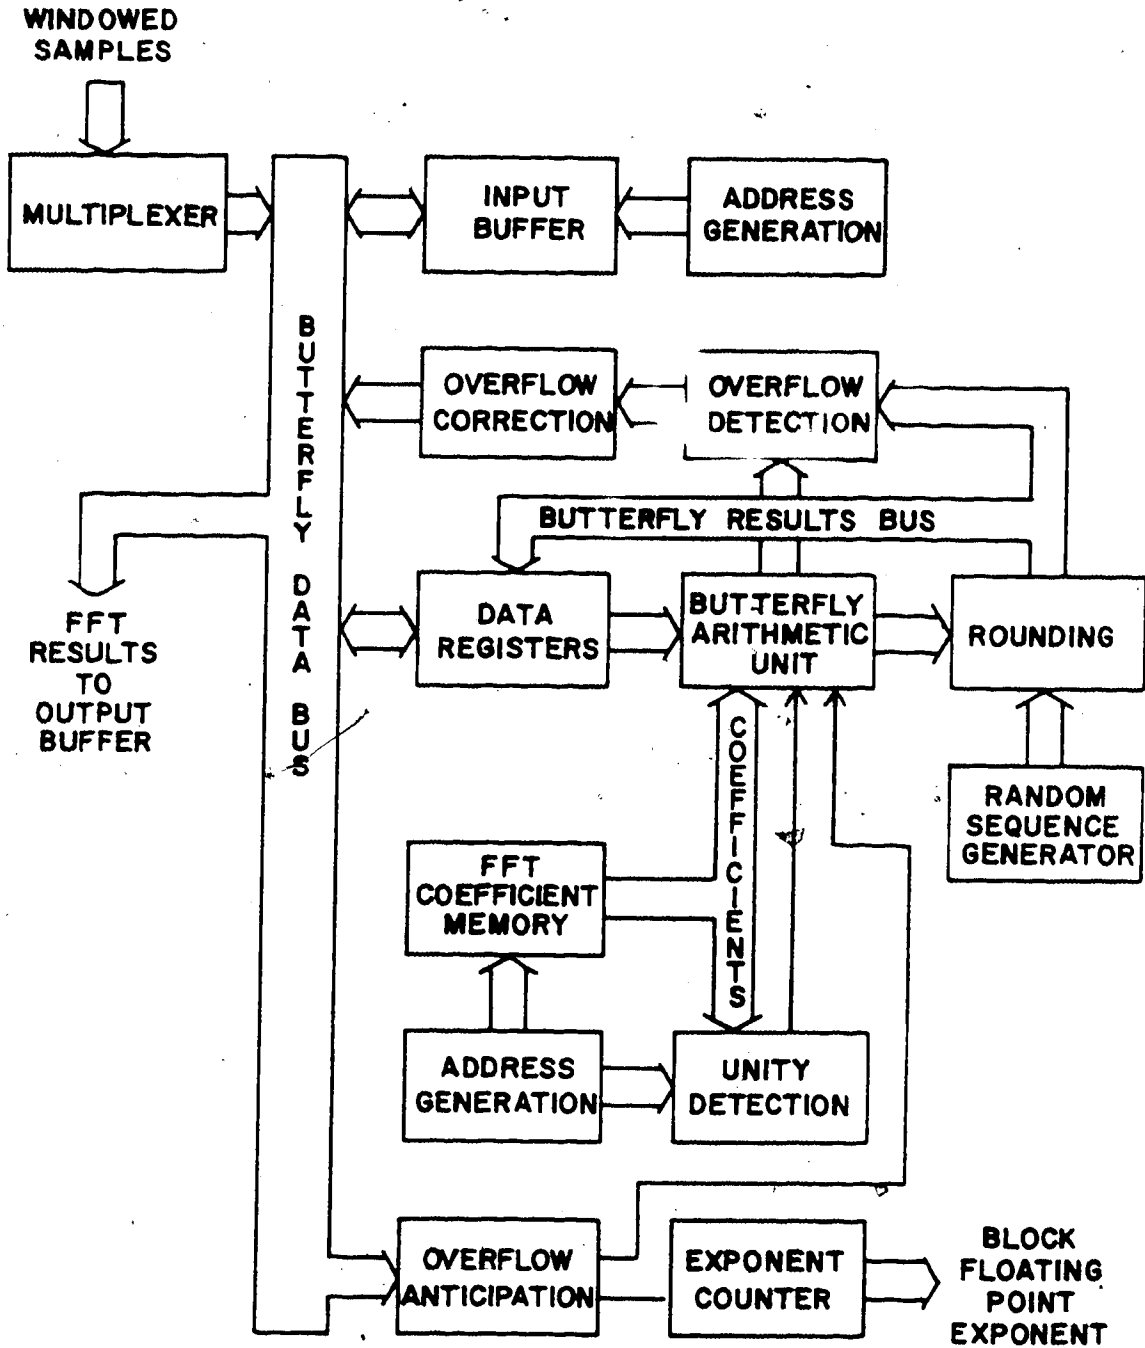 WINDOWED
SAMPLES
MULTIPLEXER
INPUT
BUFFER
ADDRESS
GENERATION
BUTTERFLY DATA BUS
OVERFLOW
CORRECTION
OVERFLOW
DETECTION
BUTTERFLY RESULTS BUS
FFT
RESULTS
TO
OUTPUT
BUFFER
DATA
REGISTERS
BUTTERFLY
ARITHMETIC
UNIT
ROUNDING
COEFFICIENTS
RANDOM
SEQUENCE
GENERATOR
FFT
COEFFICIENT
MEMORY
ADDRESS
GENERATION
UNITY
DETECTION
OVERFLOW
ANTICIPATION
EXPONENT
COUNTER
BLOCK
FLOATING
POINT
EXPONENT